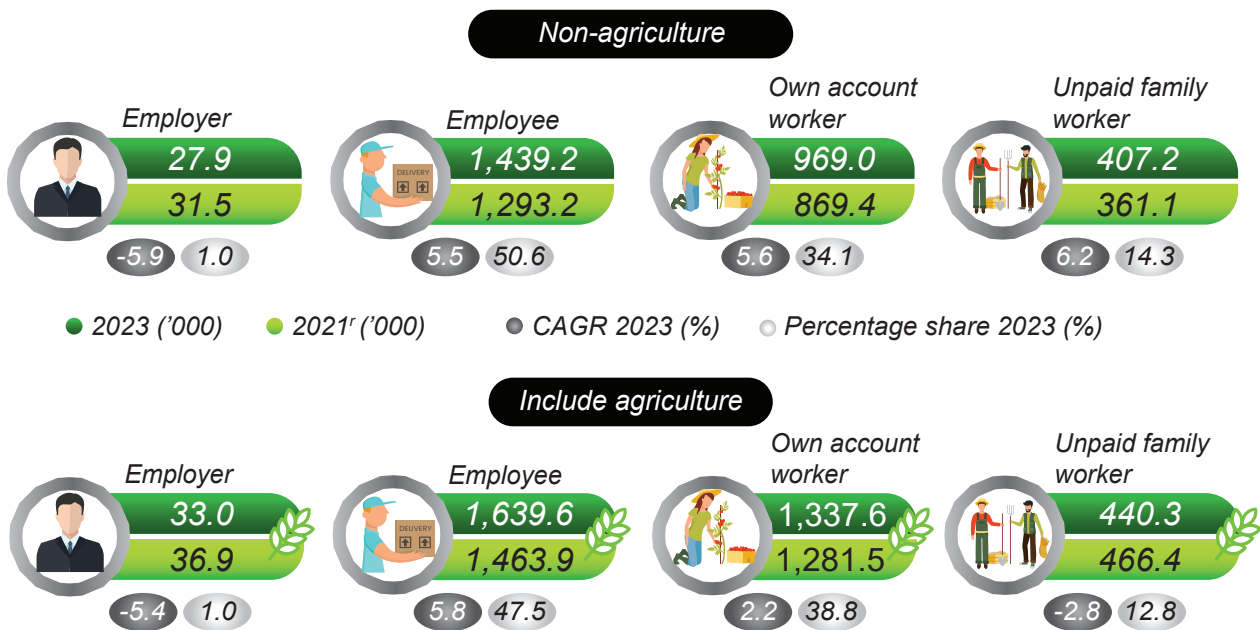 Non-agriculture
Employer
27.9
31.5
-5.9 1.0
Employee
DELIVERY
1,439.2
1,293.2
5.5 50.6
Own account
worker
969.0
869.4
5.6 34.1
Unpaid family
worker
407.2
361.1
6.2 14.3
2023 ('000) 2021ʳ ('000) CAGR 2023 (%) Percentage share 2023 (%)
Include agriculture
Employer
33.0
36.9
-5.4 1.0
Employee
DELIVERY
1,639.6
1,463.9
5.8 47.5
Own account
worker
1,337.6
1,281.5
2.2 38.8
Unpaid family
worker
440.3
466.4
-2.8 12.8